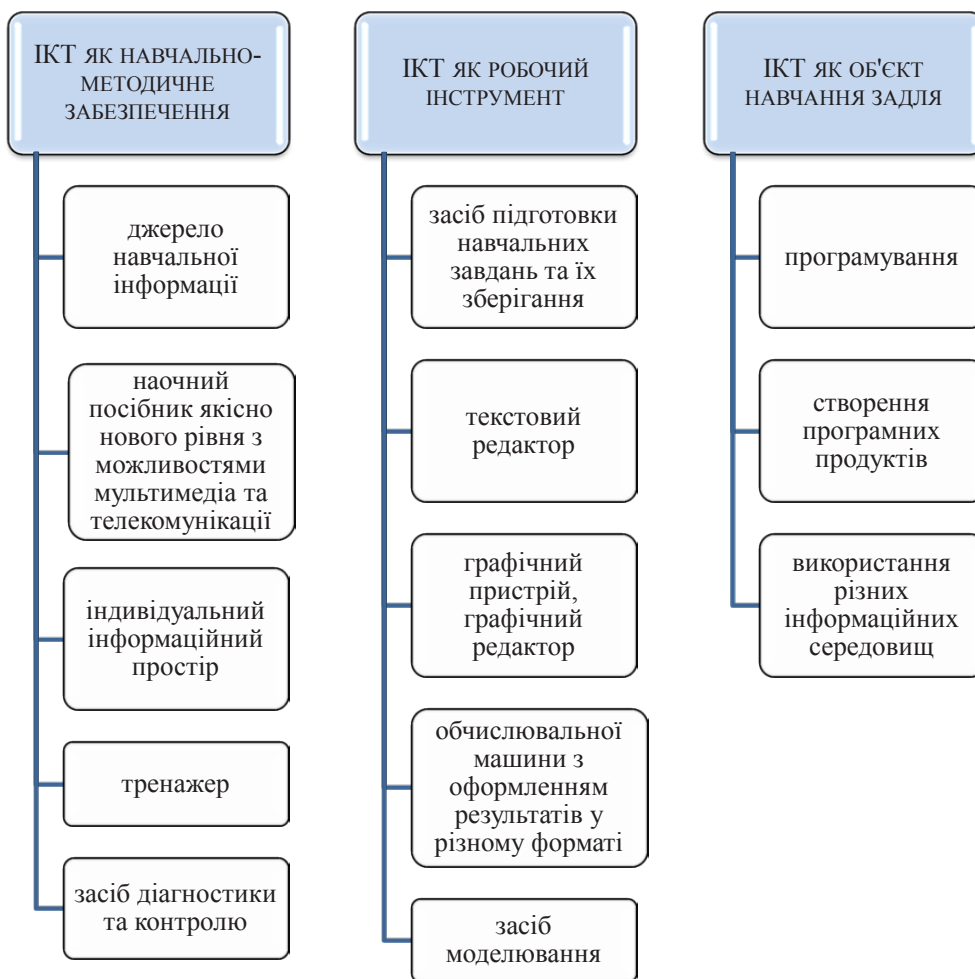 ІКТ ЯК НАВЧАЛЬНО-
МЕТОДИЧНЕ
ЗАБЕЗПЕЧЕННЯ
джерело
навчальної
інформації
наочний
посібник якісно
нового рівня з
можливостями
мультимедіа та
телекомунікації
індивідуальний
інформаційний
простір
тренажер
засіб діагностики
та контролю
ІКТ ЯК РОБОЧИЙ
ІНСТРУМЕНТ
засіб підготовки
навчальних
завдань та їх
зберігання
текстовий
редактор
графічний
пристрій,
графічний
редактор
обчислювальної
машини з
оформленням
результатів у
різному форматі
засіб
моделювання
ІКТ ЯК ОБ'ЄКТ
НАВЧАННЯ ЗАДЛЯ
програмування
створення
програмних
продуктів
використання
різних
інформаційних
середовищ